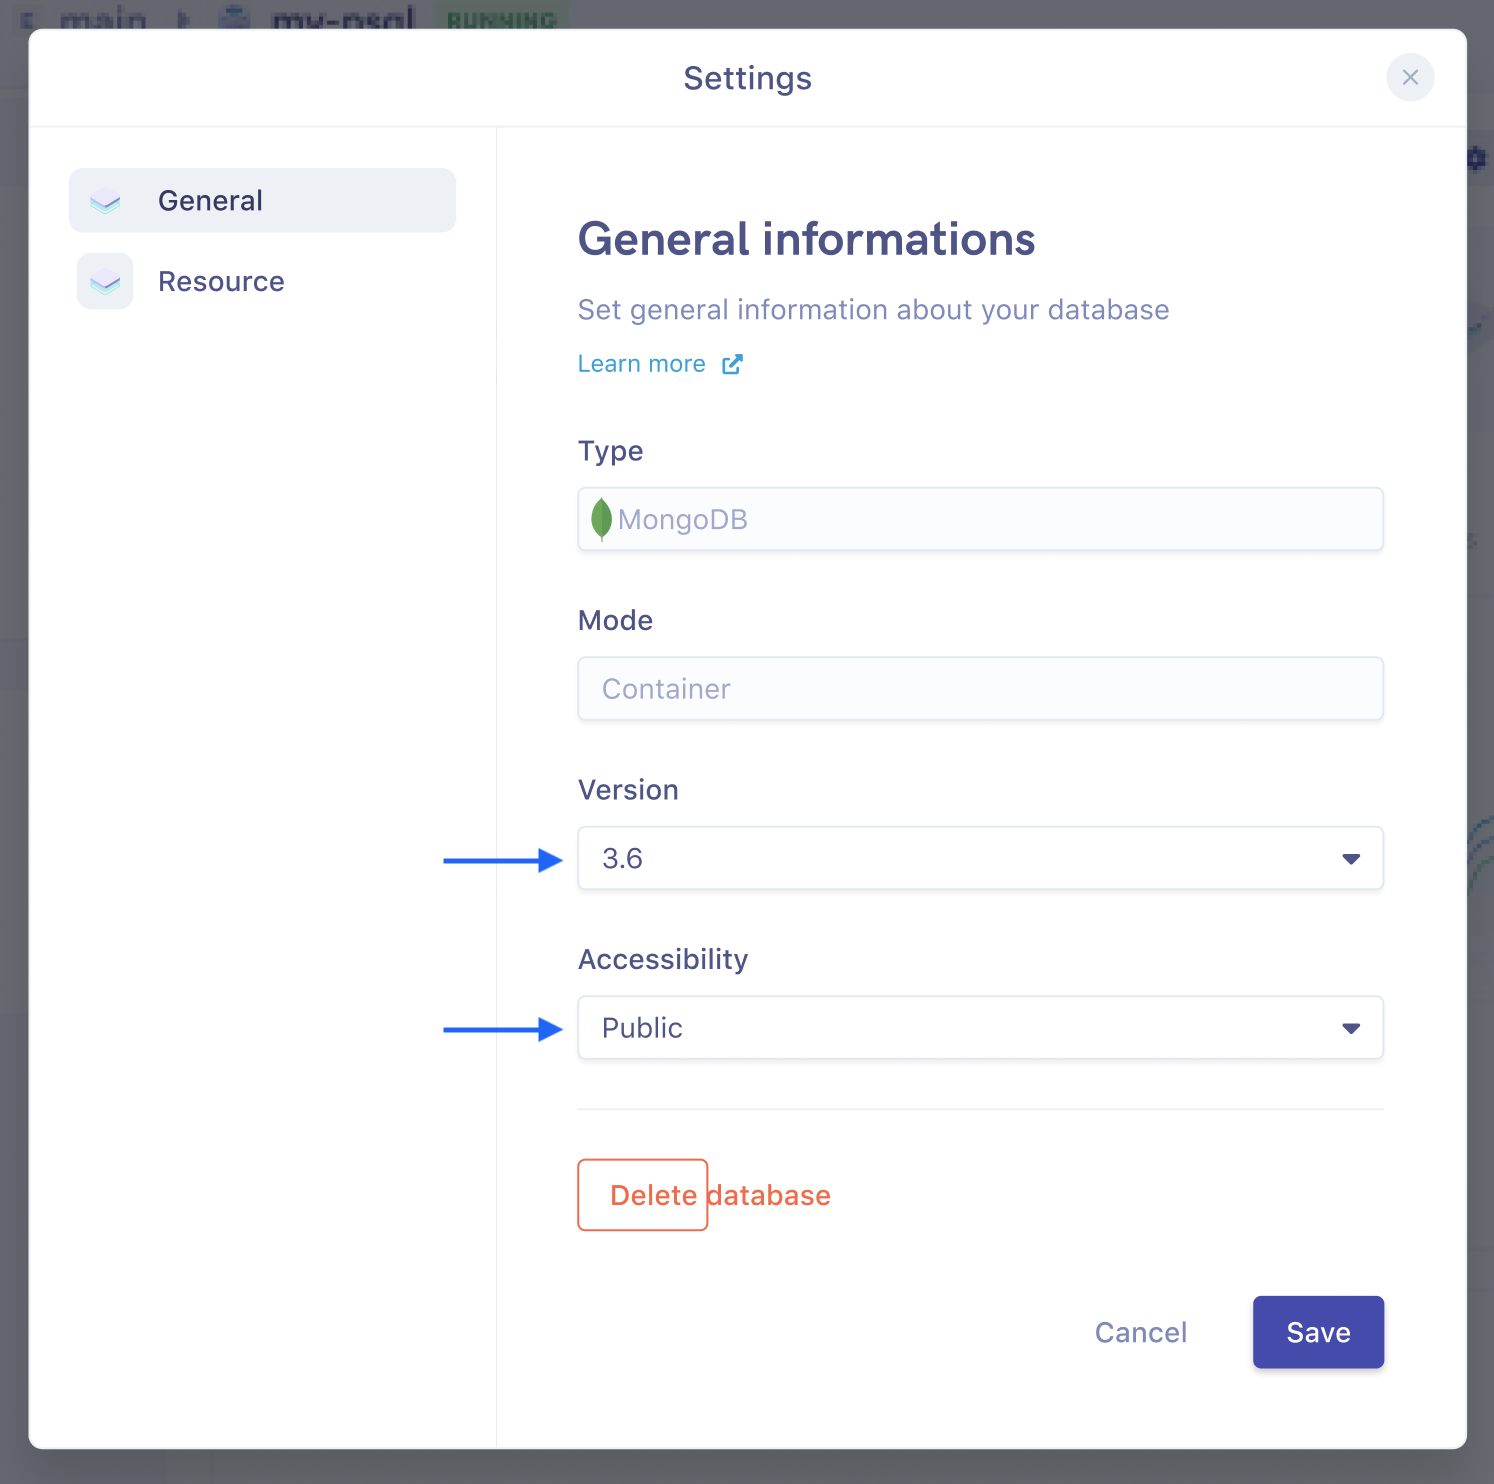 main my-psql RUNNING
Settings
General
Resource
General informations
Set general information about your database
Learn more
Type
MongoDB
Mode
Container
Version
3.6
Accessibility
Public
Delete database
Cancel
Save